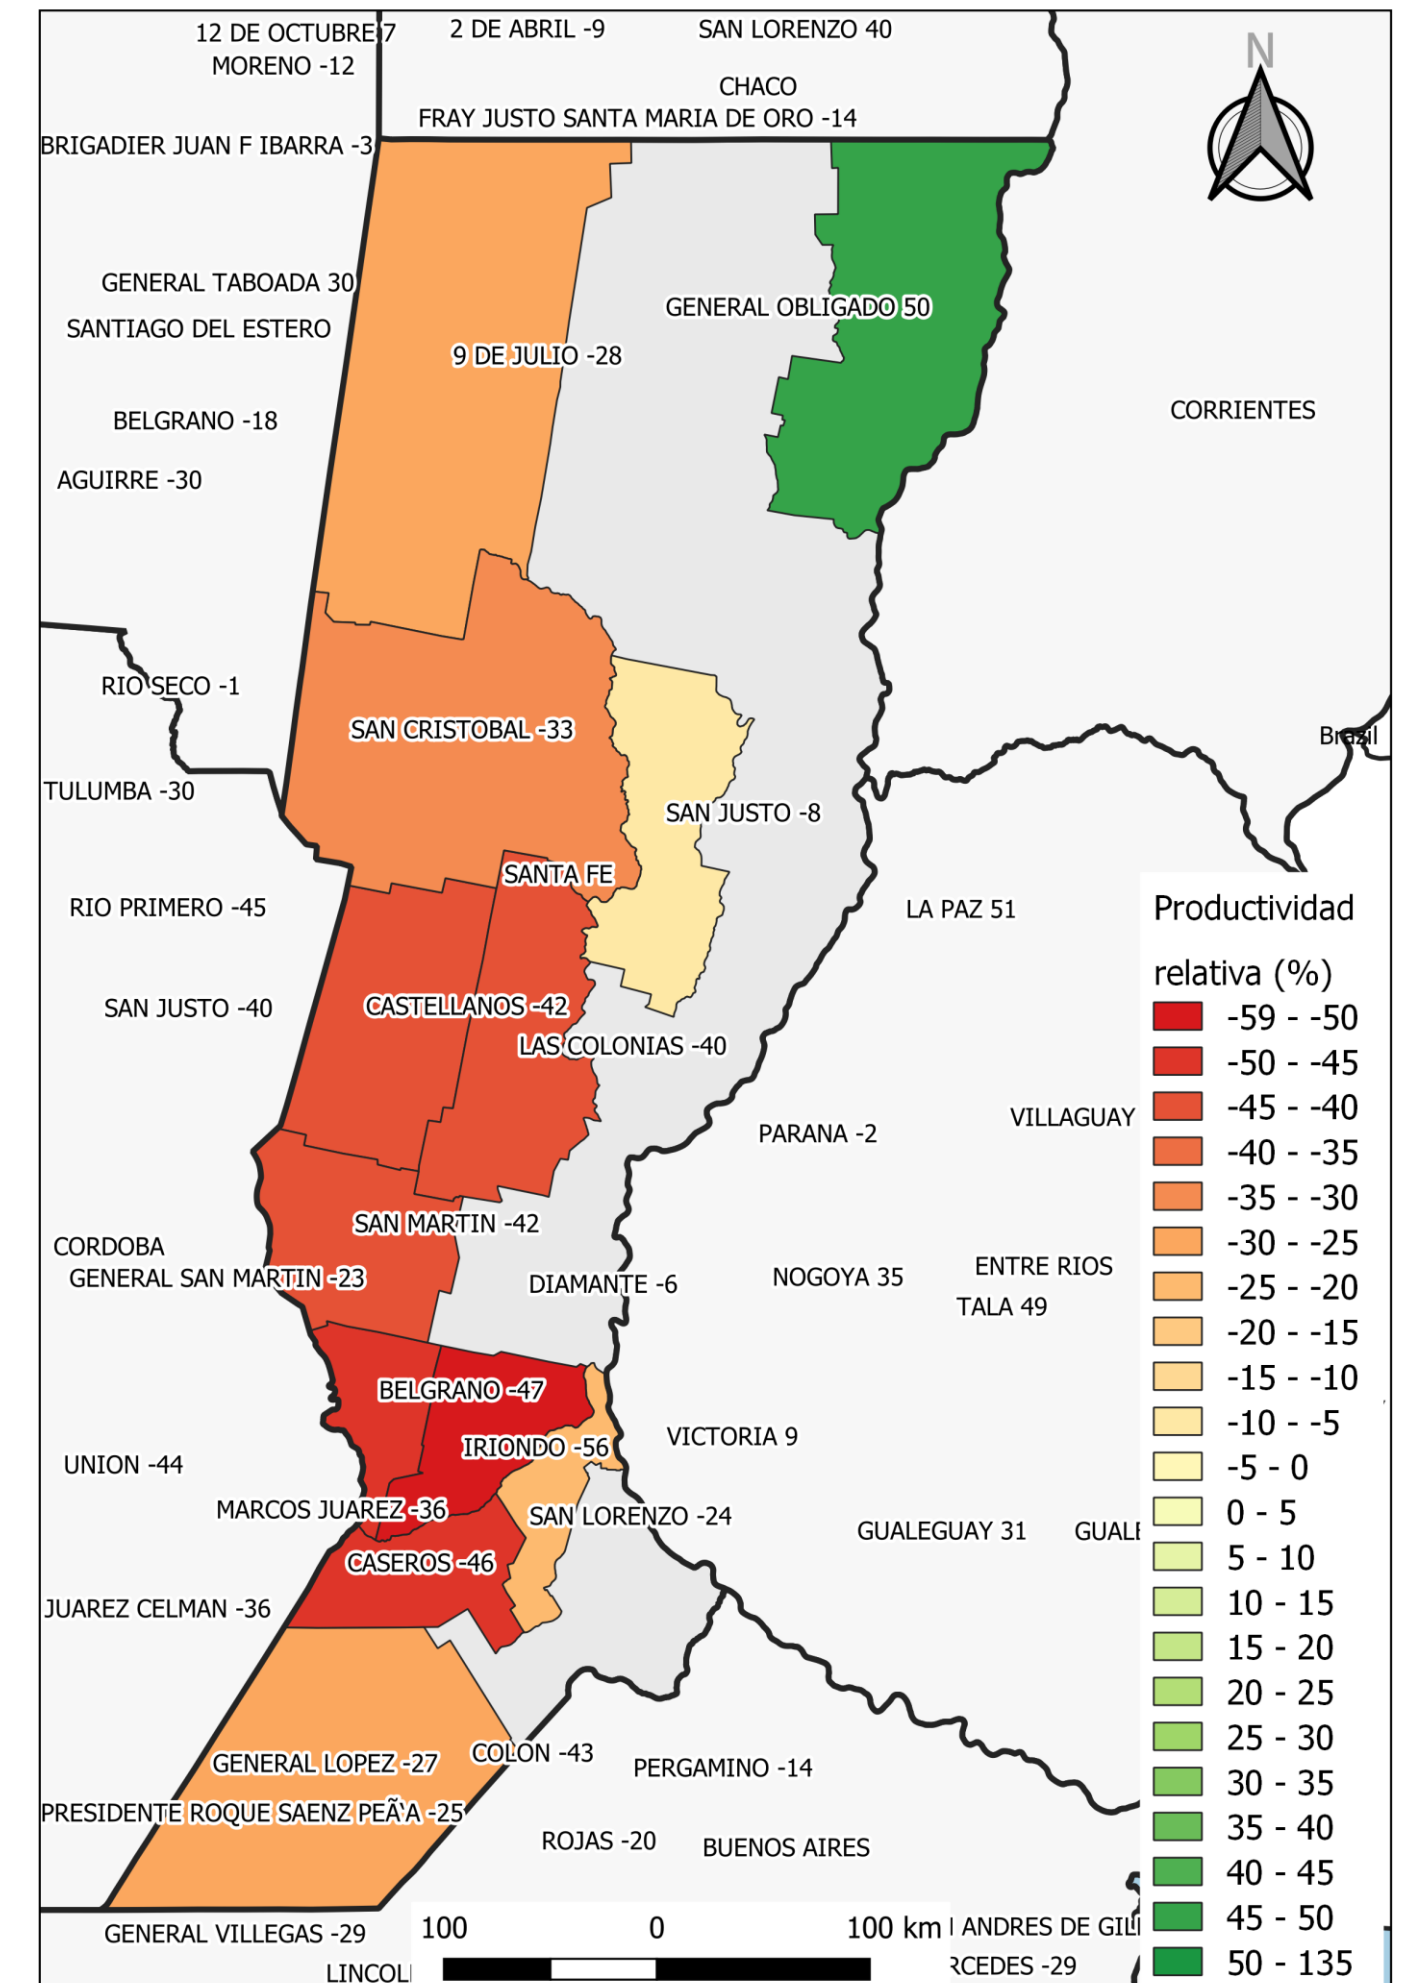 12 DE OCTUBRE 7
2 DE ABRIL -9
SAN LORENZO 40
N
MORENO -12
CHACO
FRAY JUSTO SANTA MARIA DE ORO -14
BRIGADIER JUAN F IBARRA -3
GENERAL TABOADA 30
GENERAL OBLIGADO 50
SANTIAGO DEL ESTERO
9 DE JULIO -28
CORRIENTES
BELGRANO -18
AGUIRRE -30
RIO SECO -1
SAN CRISTOBAL -33
Brasil
TULUMBA -30
SAN JUSTO -8
SANTA FE
RIO PRIMERO -45
LA PAZ 51
SAN JUSTO -40
CASTELLANOS -42
LAS COLONIAS -40
VILLAGUAY
PARANA -2
SAN MARTIN -42
CORDOBA
ENTRE RIOS
GENERAL SAN MARTIN -23
DIAMANTE -6
NOGOYA 35
TALA 49
BELGRANO -47
VICTORIA 9
IRIONDO -56
UNION -44
MARCOS JUAREZ -36
SAN LORENZO -24
GUALEGUAY 31
GUALE
CASEROS -46
JUAREZ CELMAN -36
GENERAL LOPEZ -27
COLON -43
PERGAMINO -14
PRESIDENTE ROQUE SAENZ PEÃ‘A -25
ROJAS -20
BUENOS AIRES
GENERAL VILLEGAS -29
ANDRES DE GIL
LINCOL
RCEDES -29
100 0 100 km
Productividad
relativa (%)
-59 - -50
-50 - -45
-45 - -40
-40 - -35
-35 - -30
-30 - -25
-25 - -20
-20 - -15
-15 - -10
-10 - -5
-5 - 0
0 - 5
5 - 10
10 - 15
15 - 20
20 - 25
25 - 30
30 - 35
35 - 40
40 - 45
45 - 50
50 - 135